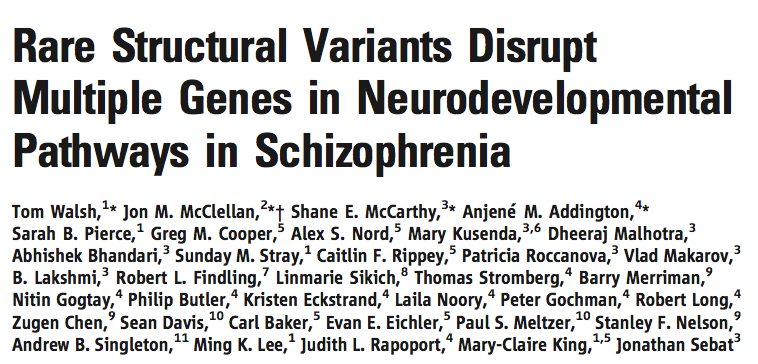 Rare Structural Variants Disrupt
Multiple Genes in Neurodevelopmental
Pathways in Schizophrenia
Tom Walsh,1* Jon M. McClellan,2*† Shane E. McCarthy,3* Anjené M. Addington,4*
Sarah B. Pierce,1 Greg M. Cooper,5 Alex S. Nord,5 Mary Kusenda,3,6 Dheeraj Malhotra,3
Abhishek Bhandari,3 Sunday M. Stray,1 Caitlin F. Rippey,5 Patricia Roccanova,3 Vlad Makarov,3
B. Lakshmi,3 Robert L. Findling,7 Linmarie Sikich,8 Thomas Stromberg,4 Barry Merriman,9
Nitin Gogtay,4 Philip Butler,4 Kristen Eckstrand,4 Laila Noory,4 Peter Gochman,4 Robert Long,4
Zugen Chen,9 Sean Davis,10 Carl Baker,5 Evan E. Eichler,5 Paul S. Meltzer,10 Stanley F. Nelson,9
Andrew B. Singleton,11 Ming K. Lee,1 Judith L. Rapoport,4 Mary-Claire King,1,5 Jonathan Sebat3